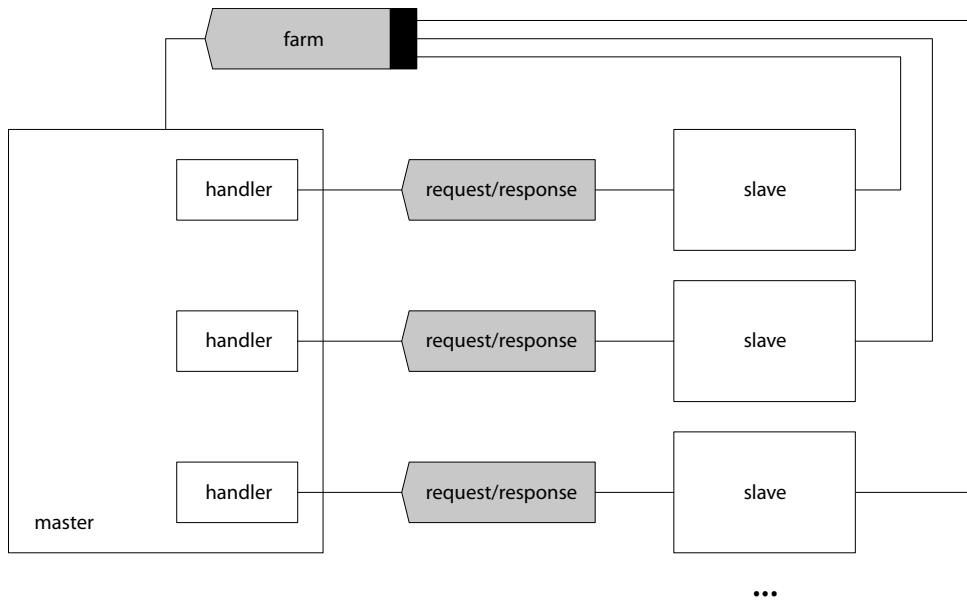 farm
handler
request/response
slave
handler
request/response
slave
handler
request/response
slave
master
...